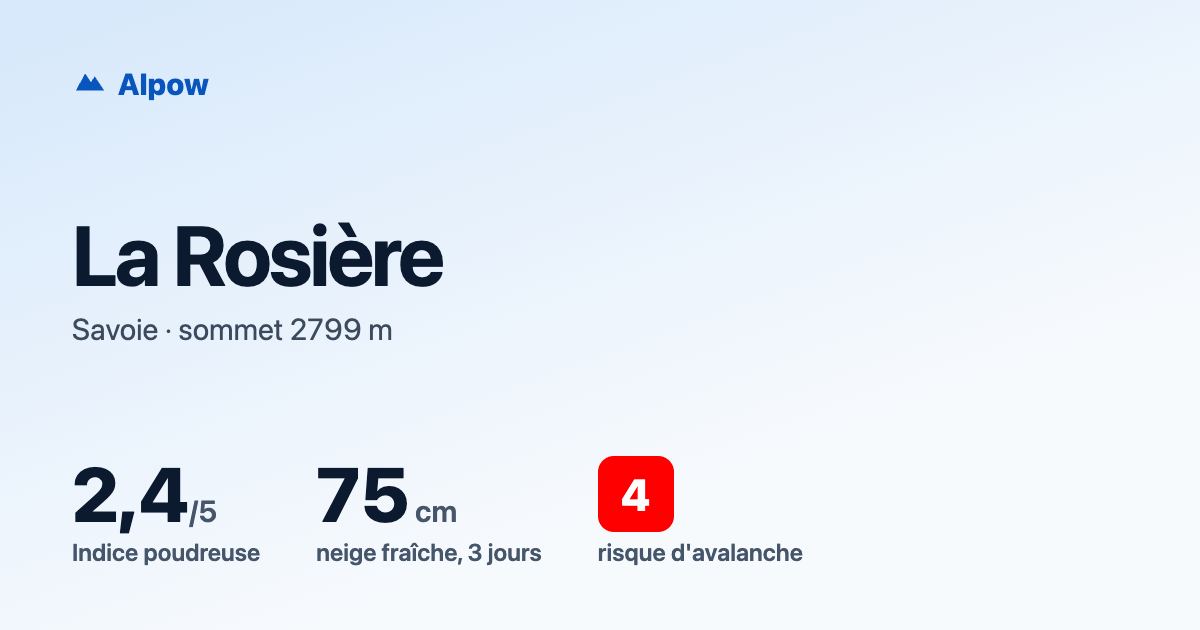 Alpow
La Rosière
Savoie · sommet 2799 m
2,4/5
Indice poudreuse
75 cm
neige fraîche, 3 jours
4
risque d'avalanche